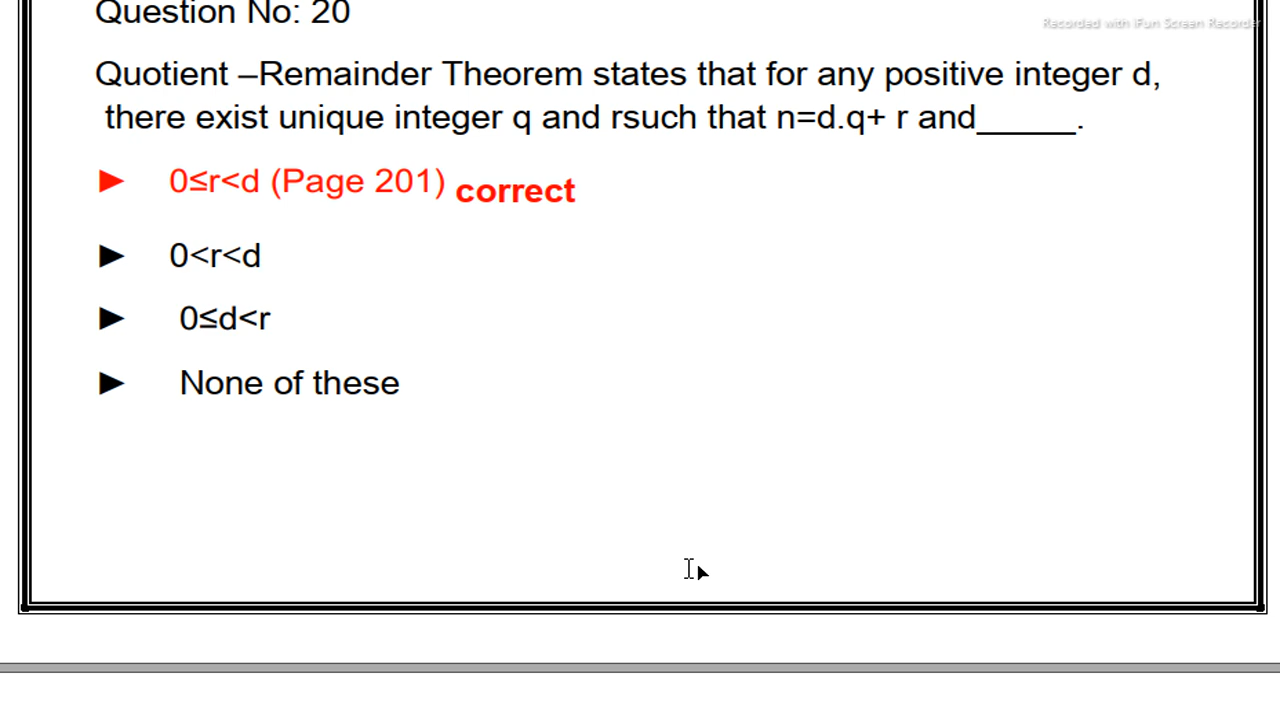 Question No: 20
Recorded with iFun Screen Recorder
Quotient –Remainder Theorem states that for any positive integer d,
there exist unique integer q and rsuch that n=d.q+ r and_____.
► 0≤r<d (Page 201) correct
► 0<r<d
► 0≤d<r
► None of these